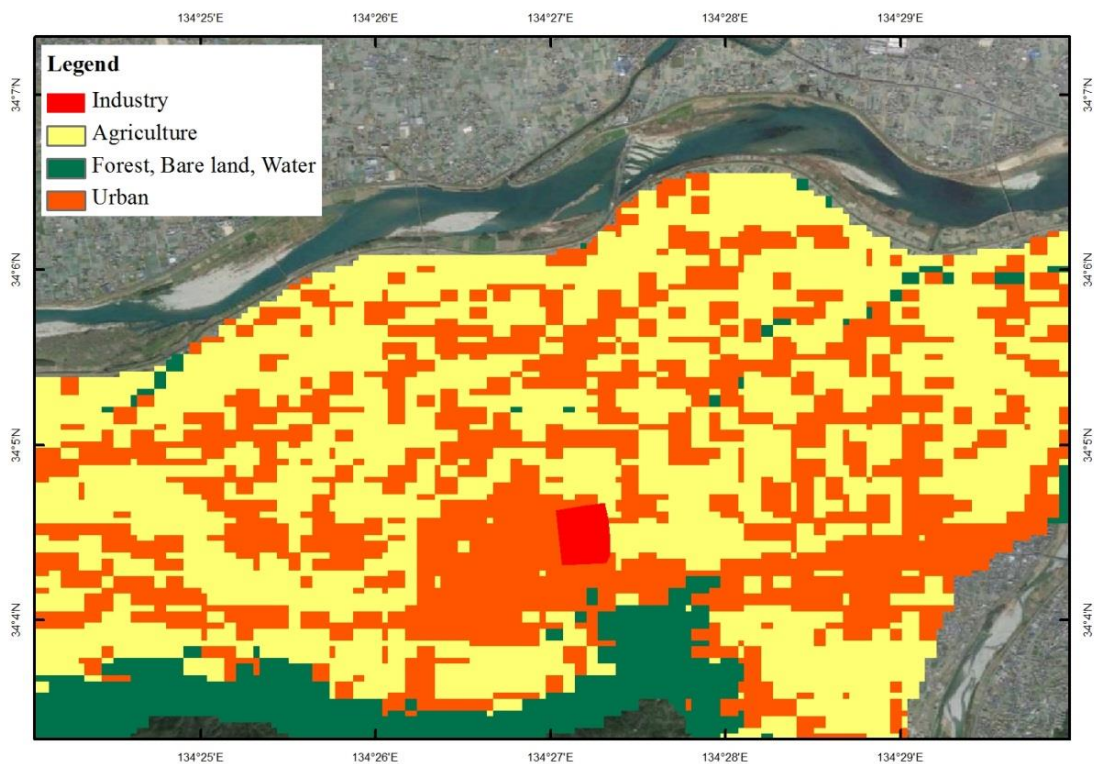 134°25'E 134°26'E 134°27'E 134°28'E 134°29'E
Legend
Industry
Agriculture
Forest, Bare land, Water
Urban
34°7'N 34°7'N
34°6'N 34°6'N
34°5'N 34°5'N
34°4'N 34°4'N
134°25'E 134°26'E 134°27'E 134°28'E 134°29'E